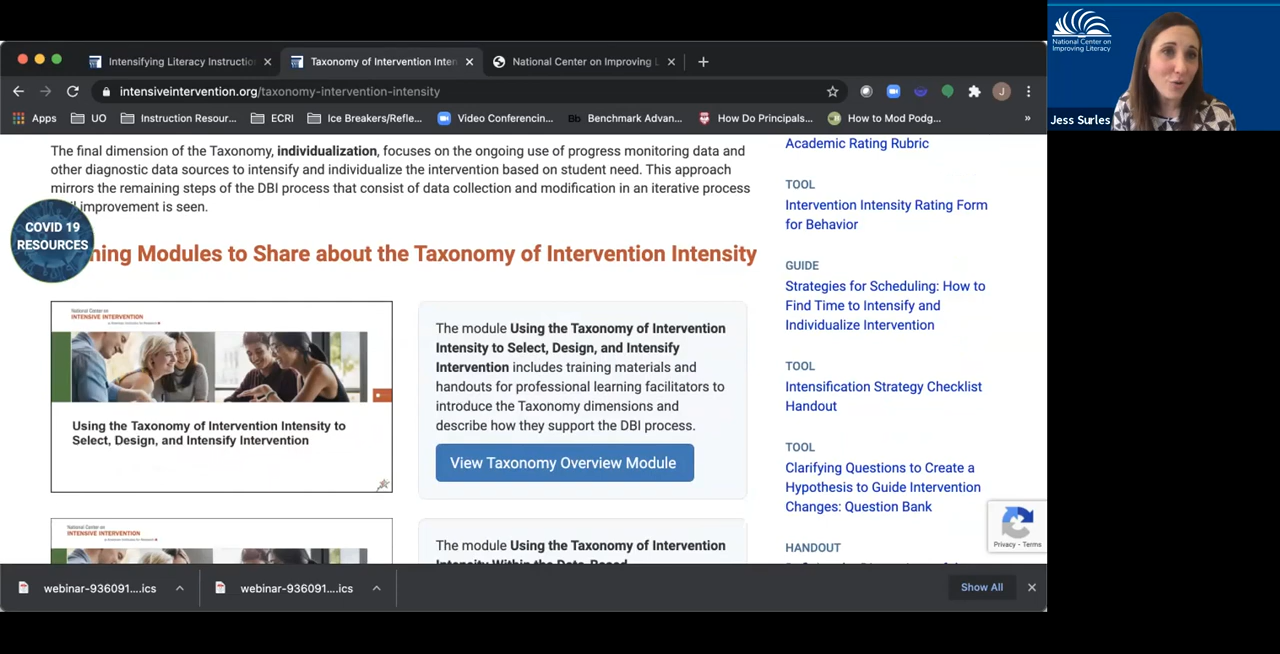 Intensifying Literacy Instructio
Taxonomy of Intervention Inten
National Center on Improving L
intensiveintervention.org/taxonomy-intervention-intensity
J
Apps
UO
Instruction Resour...
ECRI
Ice Breakers/Refle...
Video Conferencin...
Bb Benchmark Advan...
How Do Principals...
How to Mod Podg...
»
National Center on
Improving Literacy
Jess Surles
The final dimension of the Taxonomy, individualization, focuses on the ongoing use of progress monitoring data and
other diagnostic data sources to intensify and individualize the intervention based on student need. This approach
mirrors the remaining steps of the DBI process that consist of data collection and modification in an iterative process
improvement is seen.
COVID 19
RESOURCES
ning Modules to Share about the Taxonomy of Intervention Intensity
National Center on
INTENSIVE INTERVENTION
Using the Taxonomy of Intervention Intensity to
Select, Design, and Intensify Intervention
The module Using the Taxonomy of Intervention
Intensity to Select, Design, and Intensify
Intervention includes training materials and
handouts for professional learning facilitators to
introduce the Taxonomy dimensions and
describe how they support the DBI process.
View Taxonomy Overview Module
National Center on
INTENSIVE INTERVENTION
The module Using the Taxonomy of Intervention
Intensity Within the Data-Based
Academic Rating Rubric
TOOL
Intervention Intensity Rating Form
for Behavior
GUIDE
Strategies for Scheduling: How to
Find Time to Intensify and
Individualize Intervention
TOOL
Intensification Strategy Checklist
Handout
TOOL
Clarifying Questions to Create a
Hypothesis to Guide Intervention
Changes: Question Bank
HANDOUT
Privacy - Terms
webinar-936091....ics
webinar-936091....ics
Show All